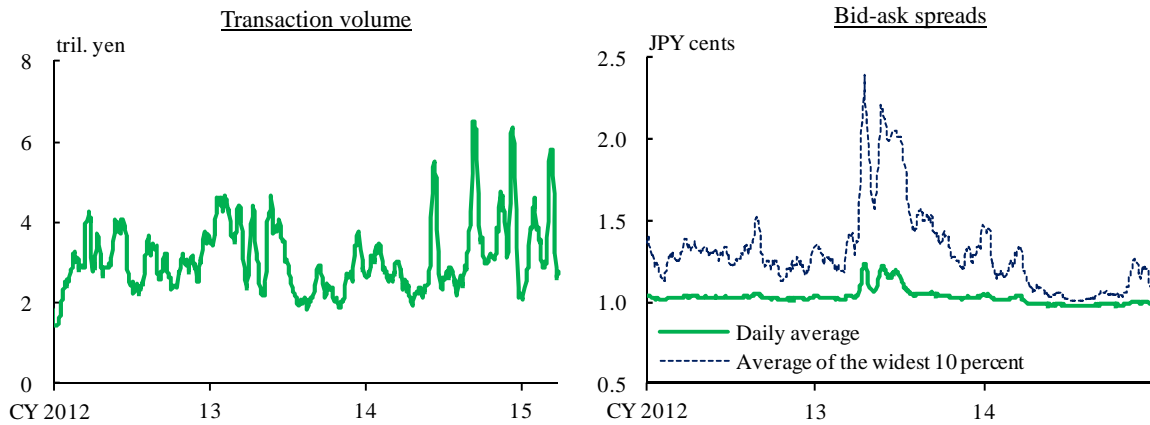 Transaction volume
tril. yen
8
6
4
2
0
CY 2012
13
14
15
Bid-ask spreads
JPY cents
2.5
2.0
1.5
1.0
0.5
Daily average
Average of the widest 10 percent
CY 2012
13
14